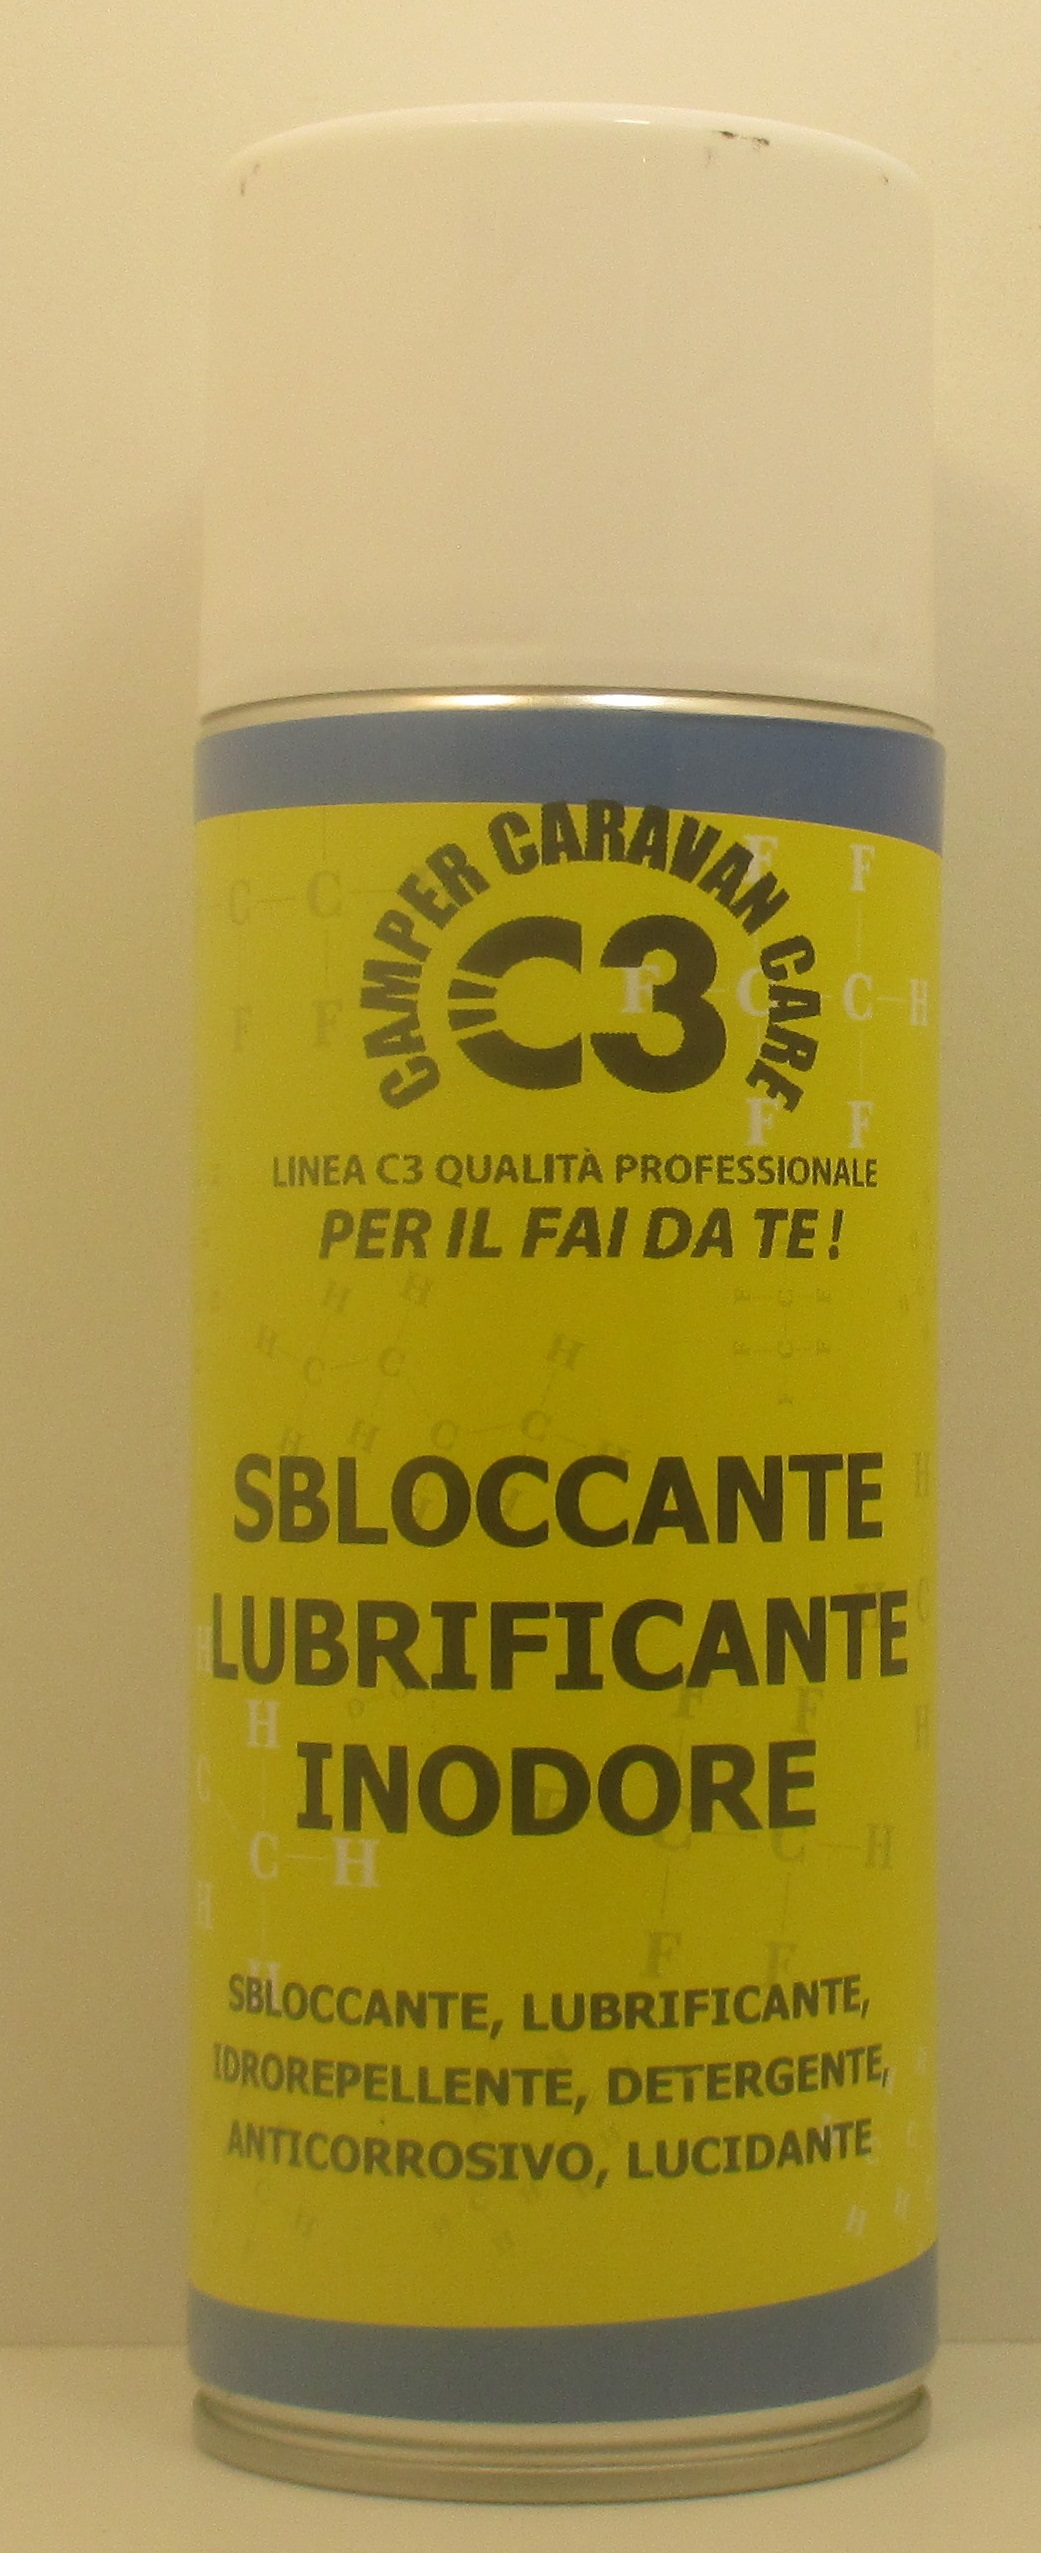 CAMPER CARAVAN CARE
C3
LINEA C3 QUALITÀ PROFESSIONALE
PER IL FAI DA TE!
SBLOCCANTE
LUBRIFICANTE
INODORE
SBLOCCANTE, LUBRIFICANTE,
IDROREPELLENTE, DETERGENTE,
ANTICORROSIVO, LUCIDANTE